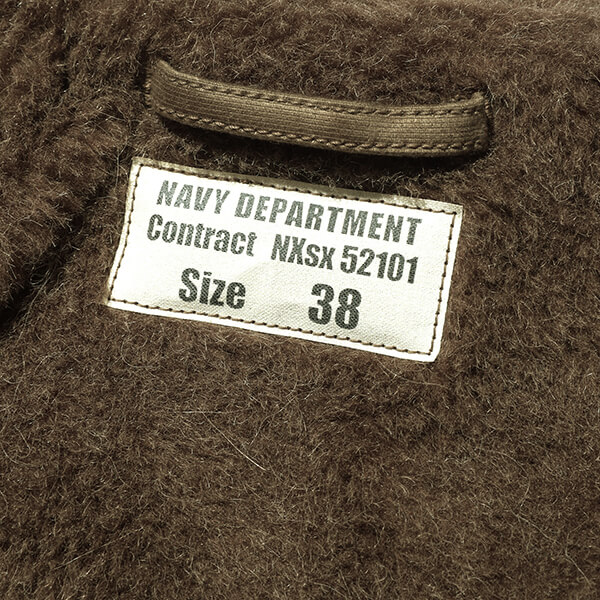 NAVY DEPARTMENT
Contract NXsx 52101
Size 38